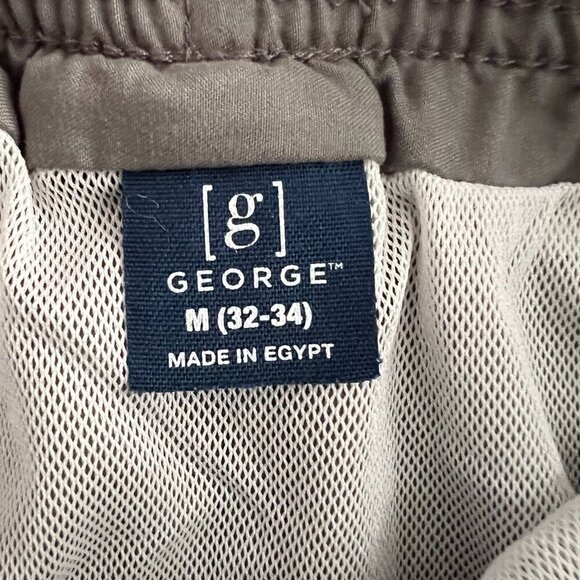 [g]
GEORGE™
M (32-34)
MADE IN EGYPT